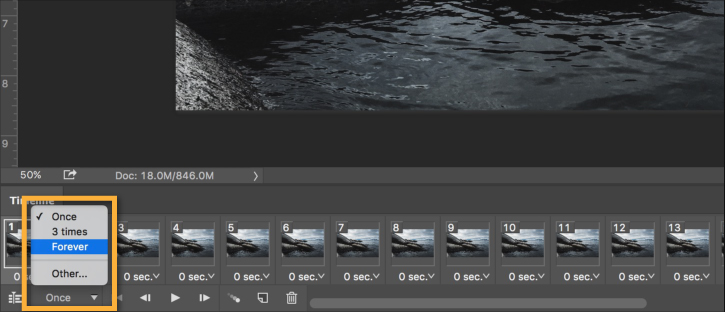 7
8
9
50% Doc: 18.0M/846.0M
Timeline
Once
3 times
Forever
Other...
1 3 4 5 6 7 8 9 10 11 12 13
0 0 sec. 0 sec. 0 sec. 0 sec. 0 sec. 0 sec. 0 sec. 0 sec. 0 sec. 0 sec. 0 sec.
Once